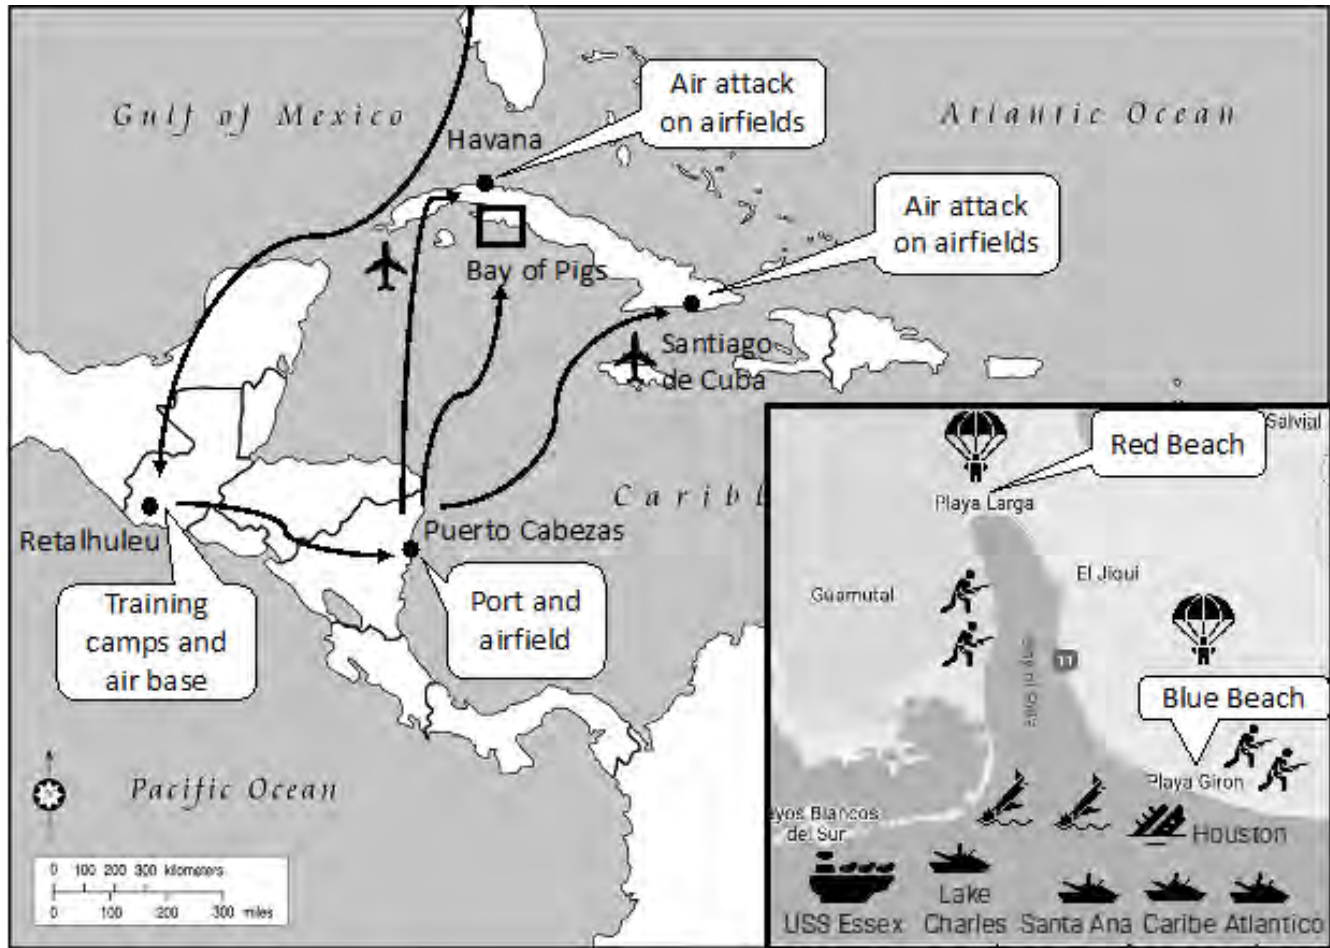 Gulf of Mexico
Atlantic Ocean
Air attack
on airfields
Havana
Air attack
on airfields
Bay of Pigs
Santiago
de Cuba
Retalhuleu
Puerto Cabezas
Training
camps and
air base
Port and
airfield
Pacific Ocean
0 100 200 300 kilometers
0 100 200 300 miles
Salvial
Red Beach
Playa Larga
El Jiqui
Guamutal
11
Blue Beach
Playa Giron
Houston
yos Blancos
del Sur
USS Essex
Lake
Charles
Santa Ana
Caribe
Atlantico